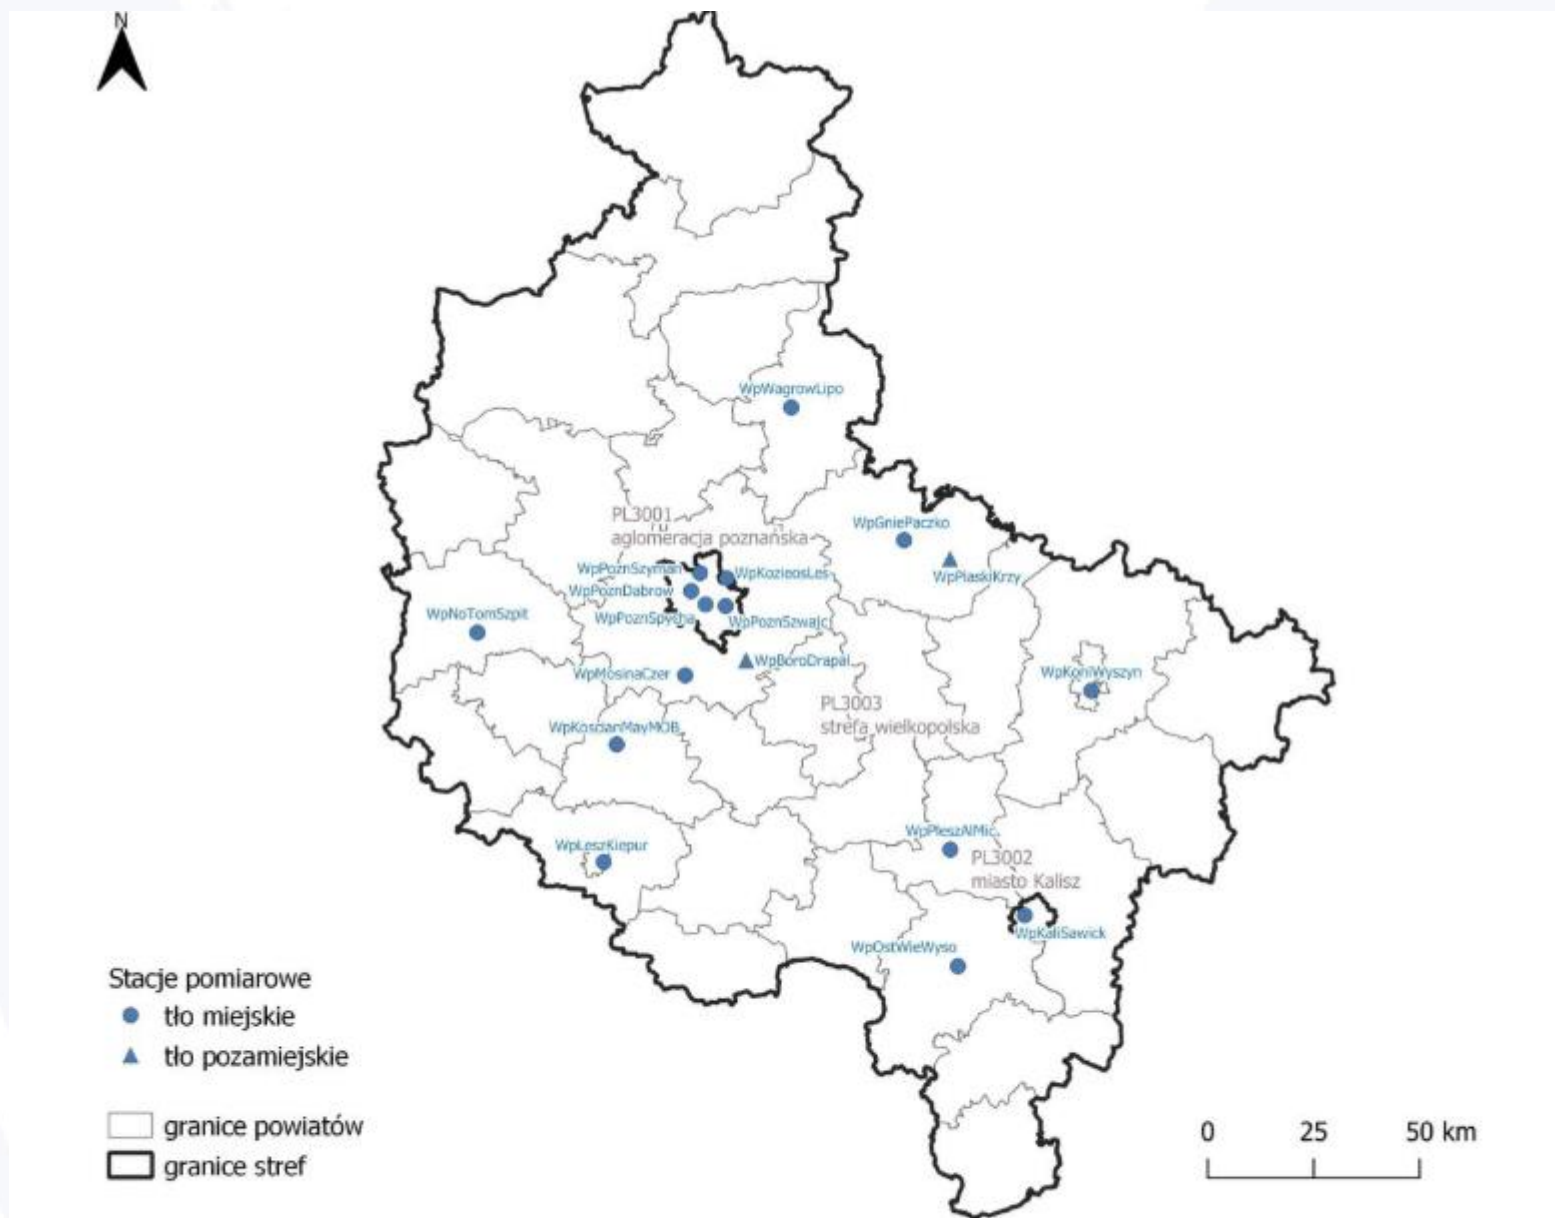 N
WpWagrowLipo
PL3001
aglomeracja poznańska
WpGniePaczko
WpPiaskiKrzy
WpPoznSzyman
WpKozieosLes
WpPoznDabrow
WpPoznSpycha
WpPoznSzwajc
WpNoTomSzpit
WpBoroDrapal
WpMosinaCzer
WpKoniWyszyn
PL3003
strefa wielkopolska
WpKoscianMayMOB
WpPleszAlMic
WpLeszKiepur
PL3002
miasto Kalisz
WpKaliSawick
WpOstWieWyso
Stacje pomiarowe
tło miejskie
tło pozamiejskie
granice powiatów
granice stref
0 25 50 km